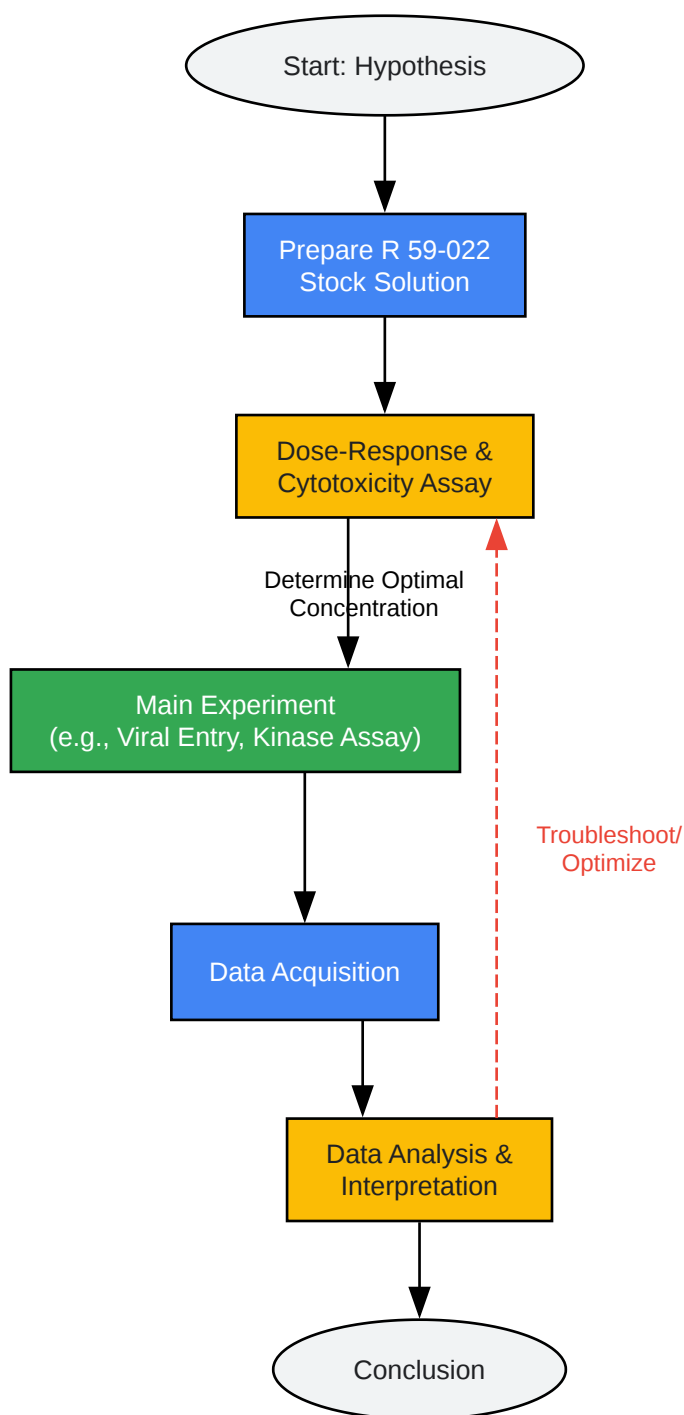 Start: Hypothesis
Prepare R 59-022
Stock Solution
Dose-Response &
Cytotoxicity Assay
Determine Optimal
Concentration
Main Experiment
(e.g., Viral Entry, Kinase Assay)
Troubleshoot/
Optimize
Data Acquisition
Data Analysis &
Interpretation
Conclusion